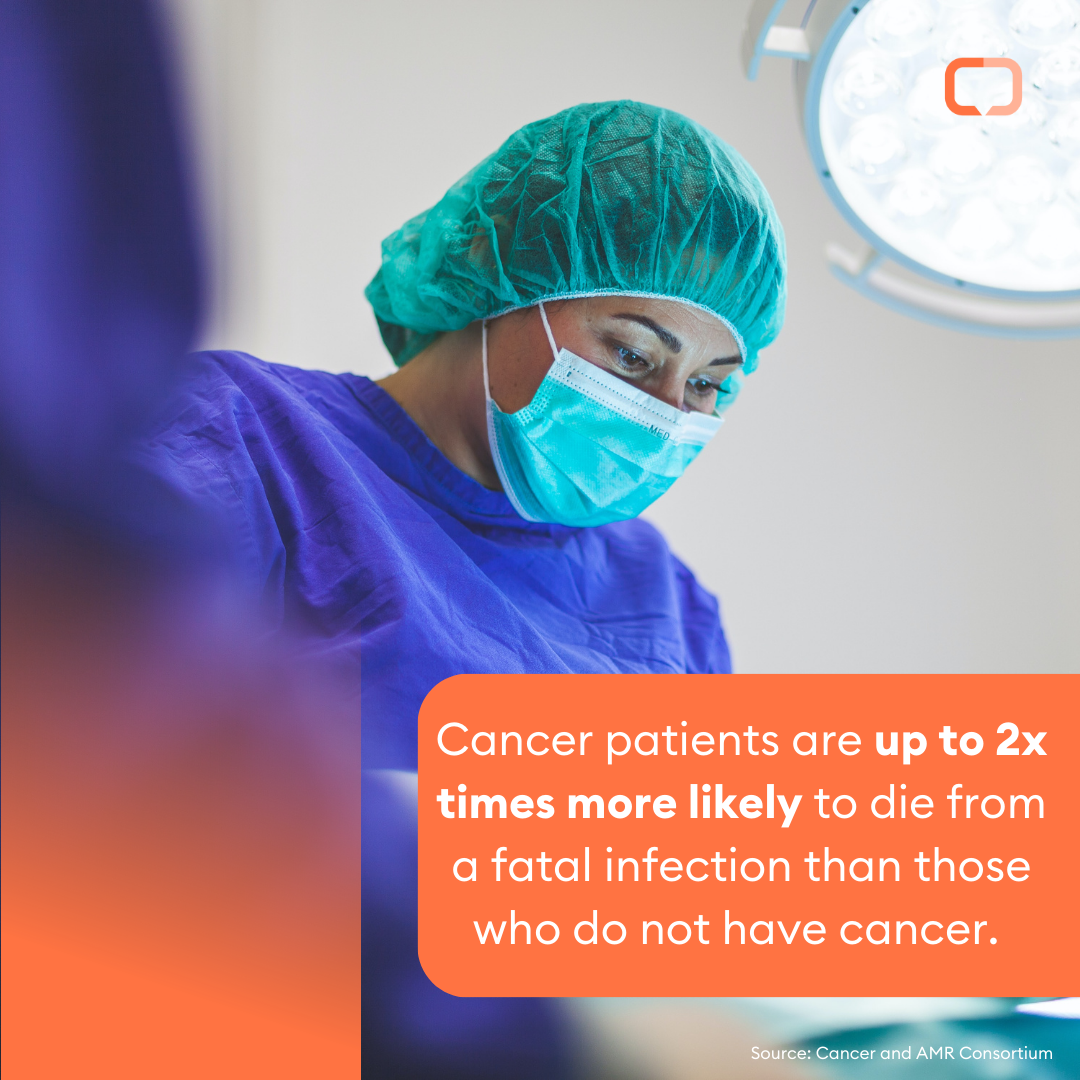 MED
Cancer patients are up to 2x
times more likely to die from
a fatal infection than those
who do not have cancer.
Source: Cancer and AMR Consortium